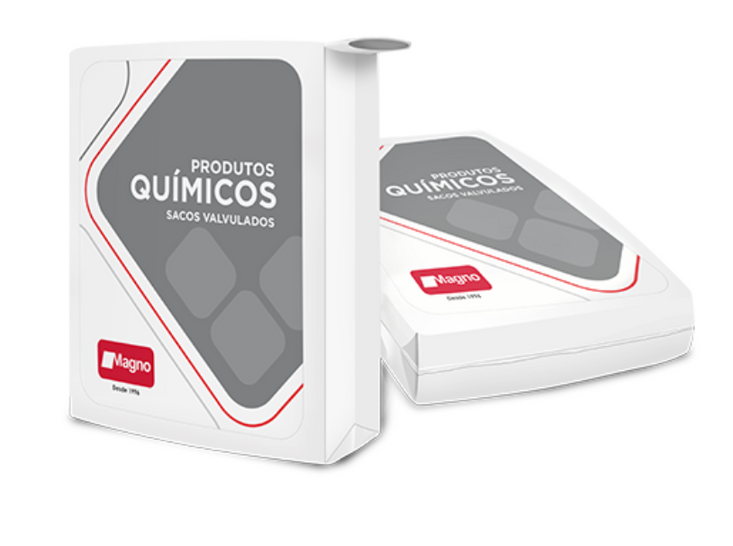 PRODUTOS
QUÍMICOS
SACOS VALVULADOS
Magno
Desde 1996
PRODUTOS
QUÍMICOS
SACOS VALVULADOS
Magno
Desde 1996